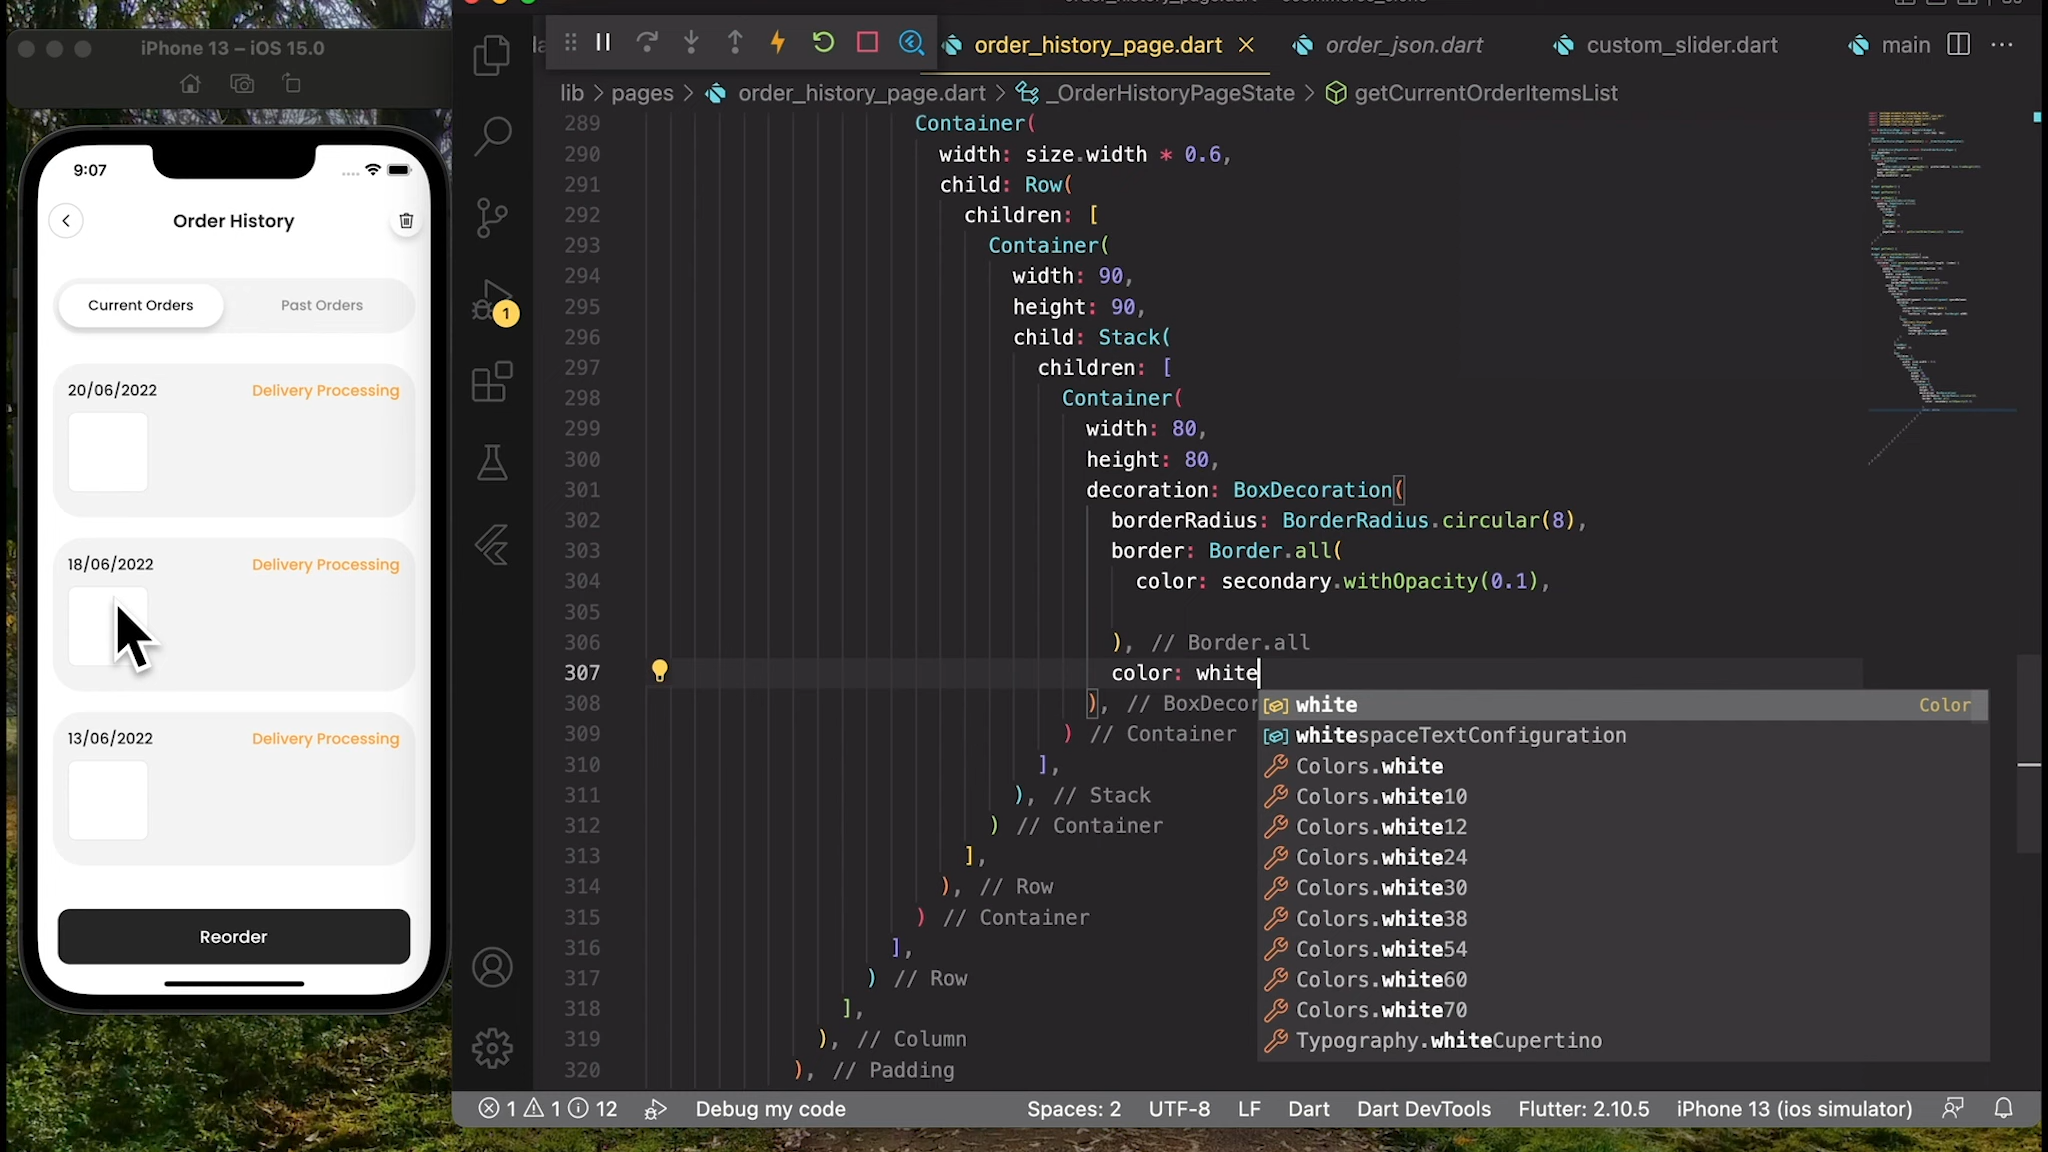 iPhone 13 – iOS 15.0
9:07
Order History
Current Orders
Past Orders
20/06/2022
Delivery Processing
18/06/2022
Delivery Processing
13/06/2022
Delivery Processing
Reorder
order_history_page.dart
order_json.dart
custom_slider.dart
main
lib > pages > order_history_page.dart > _OrderHistoryPageState > getCurrentOrderItemsList
1
289 Container(
290 width: size.width * 0.6,
291 child: Row(
292 children: [
293 Container(
294 width: 90,
295 height: 90,
296 child: Stack(
297 children: [
298 Container(
299 width: 80,
300 height: 80,
301 decoration: BoxDecoration(
302 borderRadius: BorderRadius.circular(8),
303 border: Border.all(
304 color: secondary.withOpacity(0.1),
305
306 ), // Border.all
307 color: white
308 ), // BoxDecor
309 ) // Container
310 ],
311 ), // Stack
312 ) // Container
313 ],
314 ), // Row
315 ) // Container
316 ],
317 ) // Row
318 ],
319 ), // Column
320 ), // Padding
white Color
whitespaceTextConfiguration
Colors.white
Colors.white10
Colors.white12
Colors.white24
Colors.white30
Colors.white38
Colors.white54
Colors.white60
Colors.white70
Typography.whiteCupertino
1 1 12 Debug my code Spaces: 2 UTF-8 LF Dart Dart DevTools Flutter: 2.10.5 iPhone 13 (ios simulator)